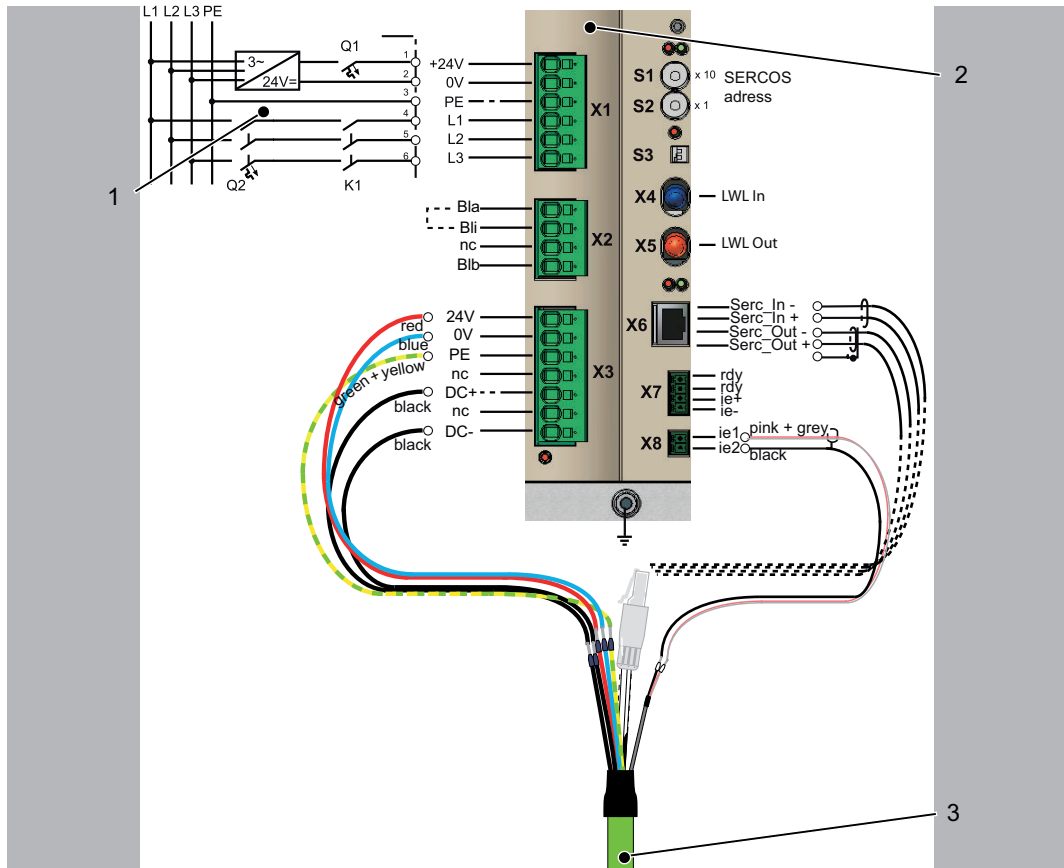 L1 L2 L3 PE
3~
24V=
Q1
1
2
3
4
5
6
Q2
K1
1
+24V
0V
PE
L1
L2
L3
X1
Bla
Bli
nc
Blb
X2
24V
0V
PE
nc
DC+
nc
DC-
X3
red
blue
green + yellow
black
black
S1
x 10
SERCOS
adress
S2
x 1
S3
X4
LWL In
X5
LWL Out
X6
Serc_In -
Serc_In +
Serc_Out -
Serc_Out +
X7
rdy
rdy
ie+
ie-
X8
ie1
pink + grey
ie2
black
2
3